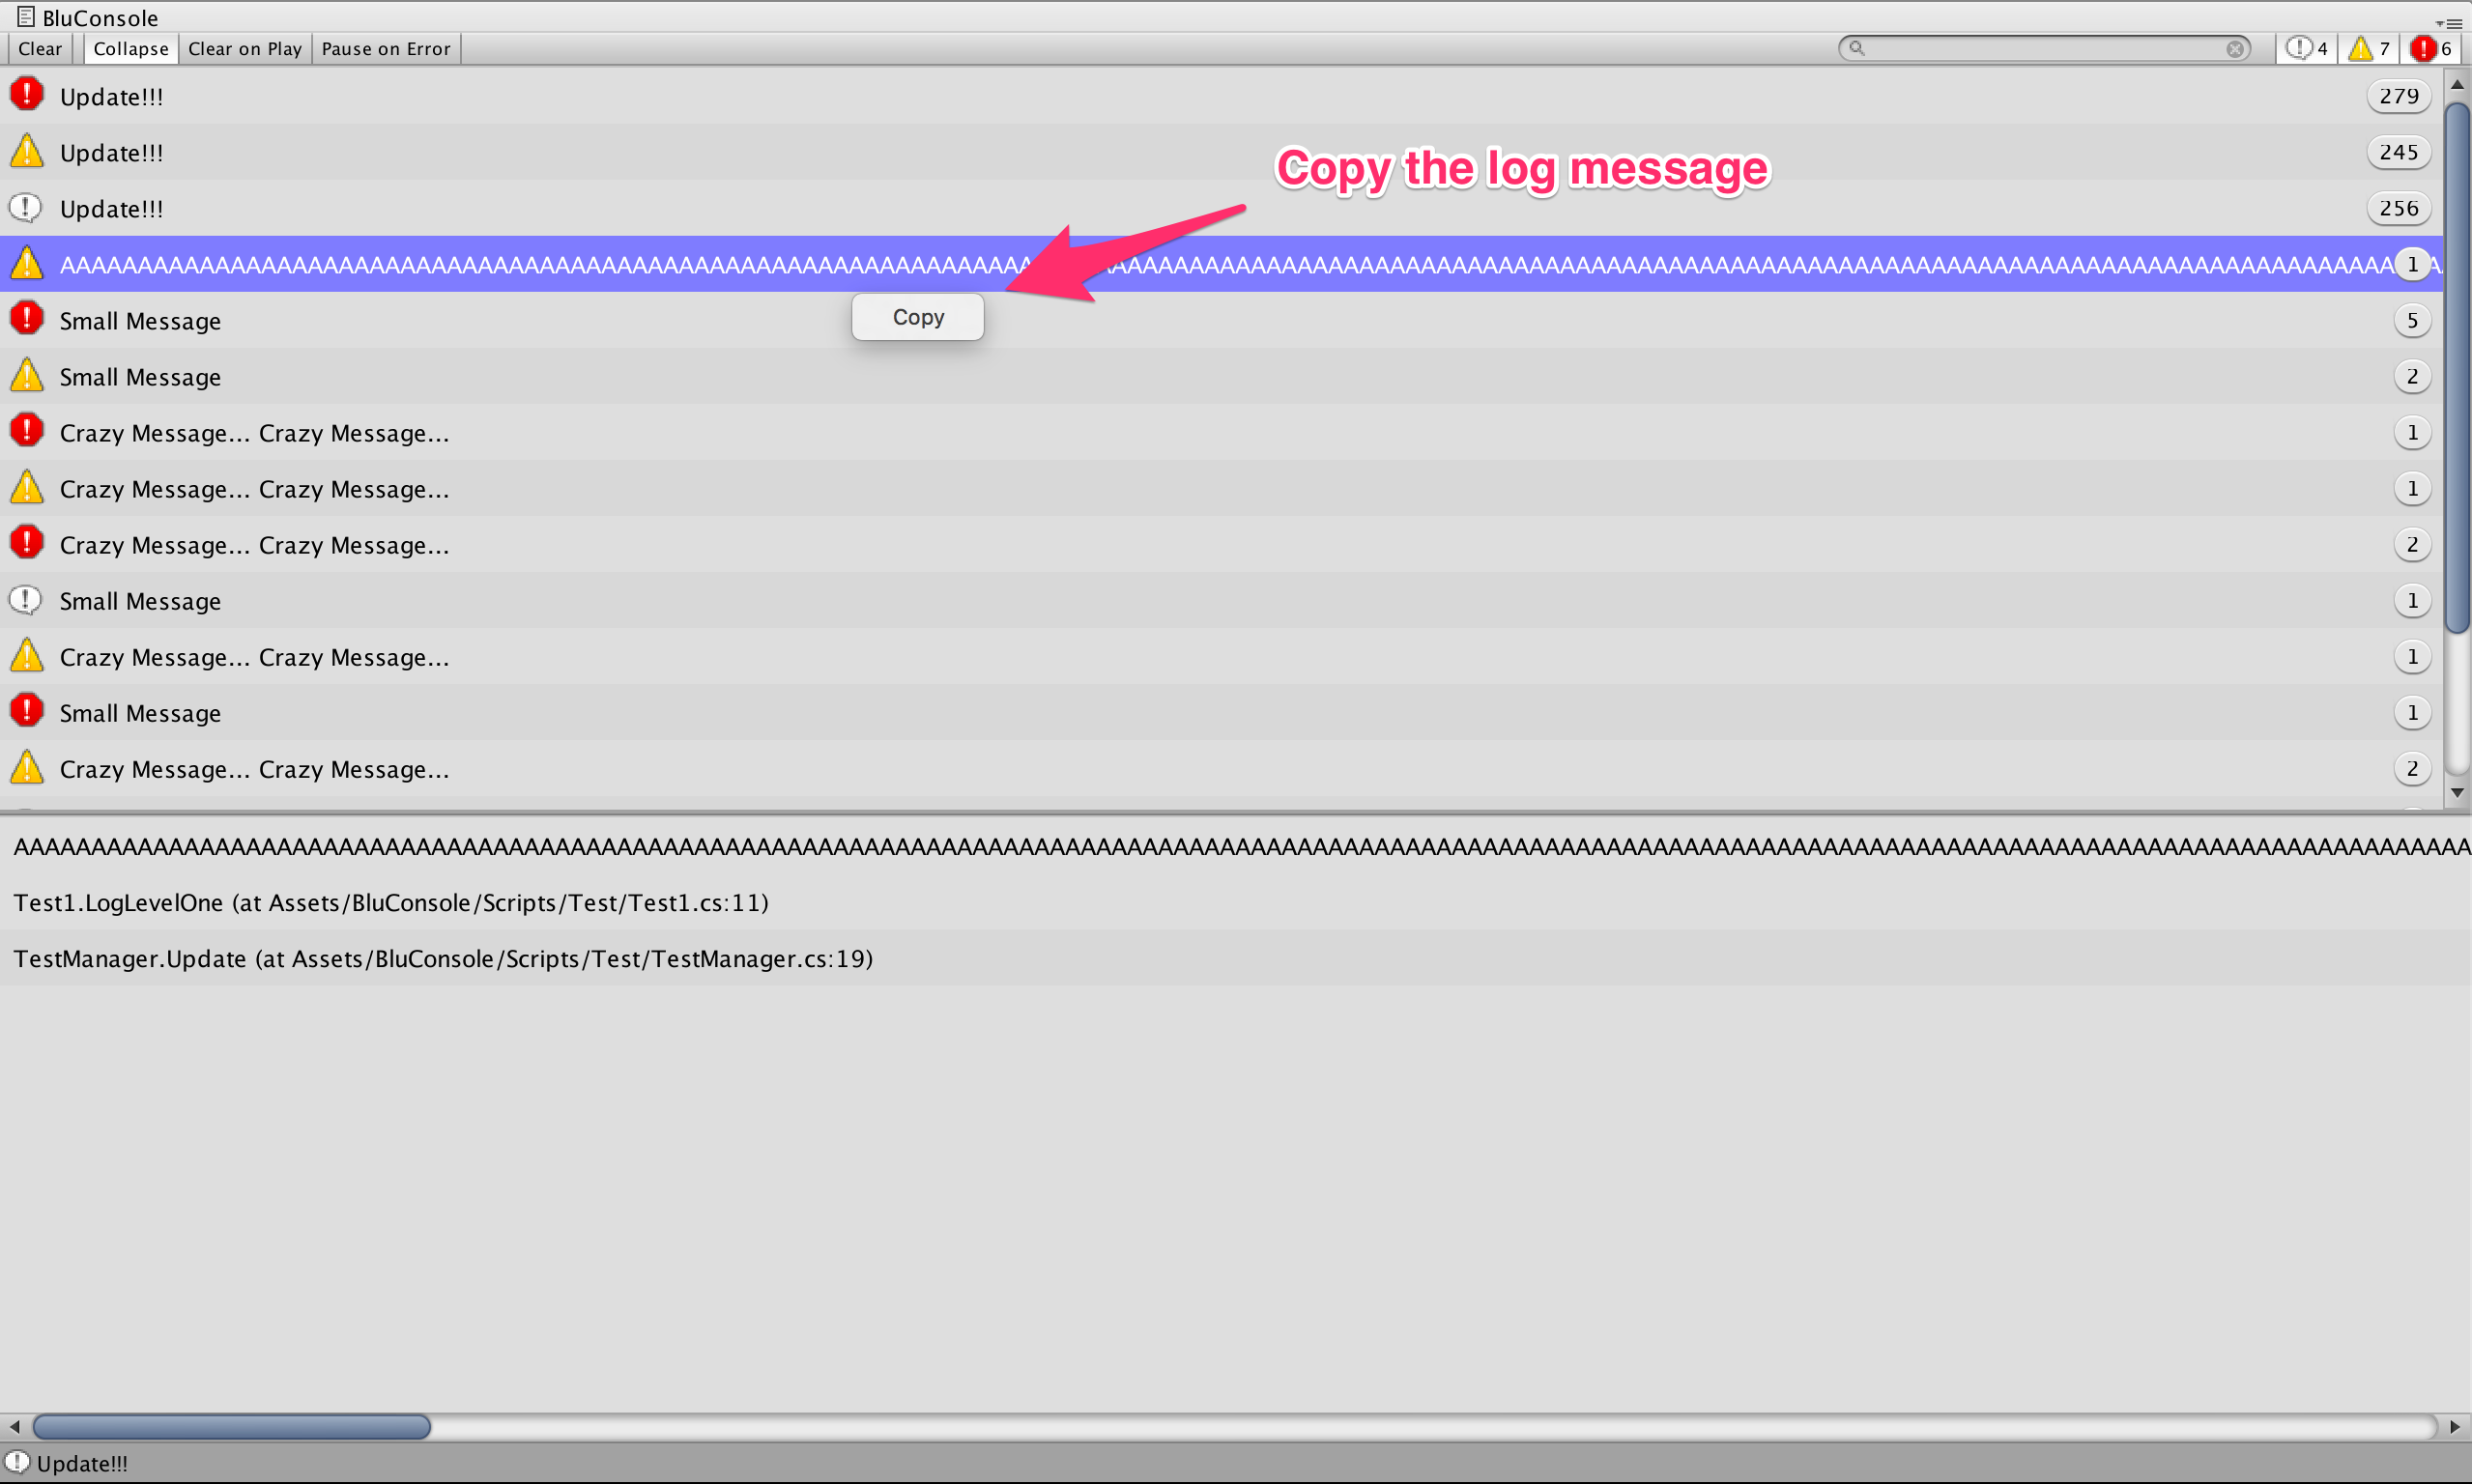 BluConsole
Clear Collapse Clear on Play Pause on Error 4 7 6
Update!!! 279
Update!!! 245
Copy the log message
Update!!! 256
1
Copy
Small Message 5
Small Message 2
Crazy Message... Crazy Message... 1
Crazy Message... Crazy Message... 1
Crazy Message... Crazy Message... 2
Small Message 1
Crazy Message... Crazy Message... 1
Small Message 1
Crazy Message... Crazy Message... 2
Test1.LogLevelOne (at Assets/BluConsole/Scripts/Test/Test1.cs:11)
TestManager.Update (at Assets/BluConsole/Scripts/Test/TestManager.cs:19)
Update!!!